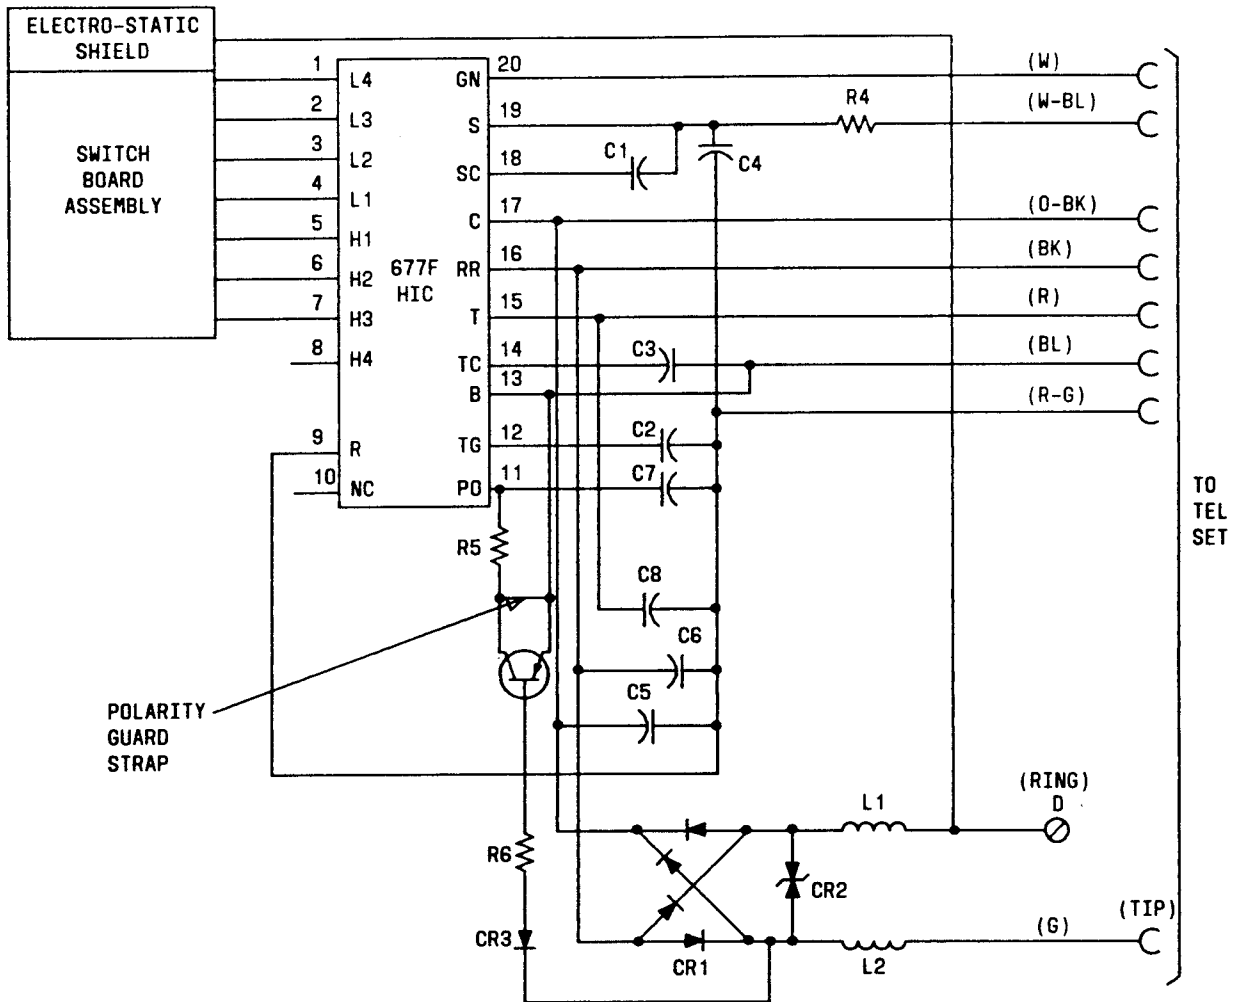 ELECTRO-STATIC
SHIELD
SWITCH
BOARD
ASSEMBLY
1
2
3
4
5
6
7
8
9
10
L4
L3
L2
L1
H1
H2
H3
H4
R
NC
677F
HIC
GN
S
SC
C
RR
T
TC
B
TG
PO
20
19
18
17
16
15
14
13
12
11
(W)
(W-BL)
(O-BK)
(BK)
(R)
(BL)
(R-G)
R4
C1
C4
C3
C2
C7
R5
C8
C6
C5
POLARITY
GUARD
STRAP
TO
TEL
SET
(RING)
D
L1
R6
CR2
(TIP)
(G)
CR3
CR1
L2